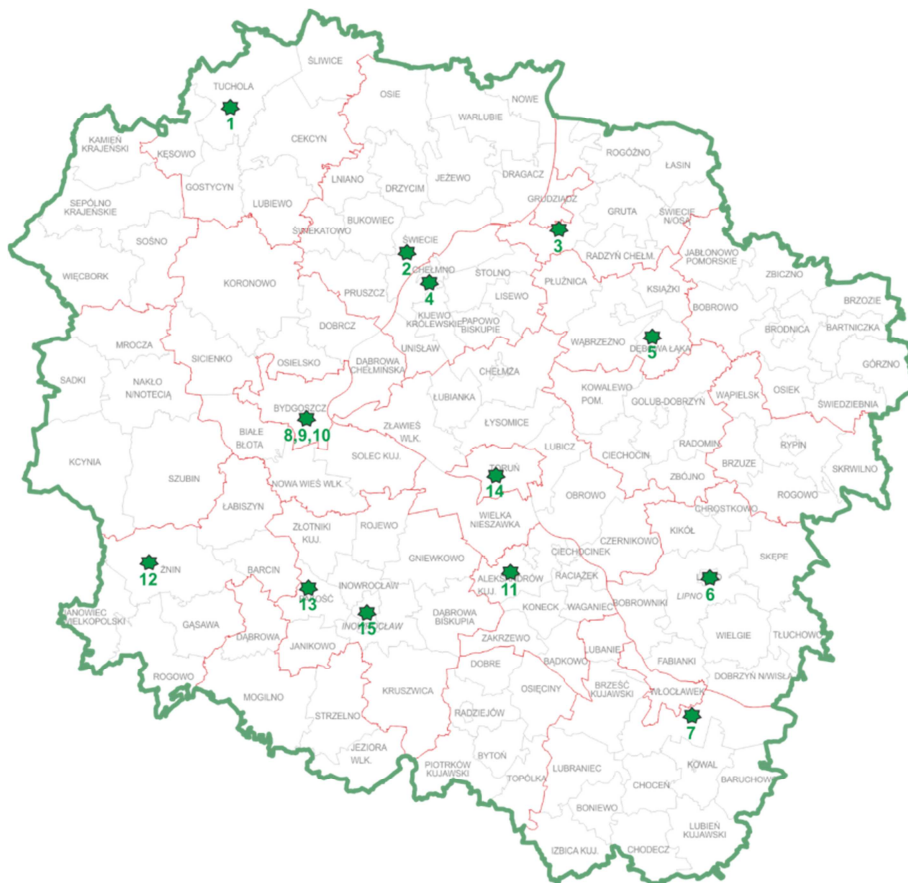 ŚLIWICE
TUCHOLA
OSIE
NOWE
1
WARLUBIE
KAMIEŃ
KRAJEŃSKI
CEKCYN
KĘSOWO
ROGÓŹNO
ŁASIN
LNIANO
DRZYCIM
JEŻEWO
DRAGACZ
GOSTYCYN
LUBIEWO
SEPÓLNO
KRAJEŃSKIE
GRUDZIĄDZ
GRUTA
ŚWIECIE
N/OSĄ
BUKOWIEC
ŚWIEKATOWO
SOŚNO
ŚWIECIE
2
3
RADZYŃ CHEŁM.
JABŁONOWO
POMORSKIE
ZBICZNO
WIĘCBORK
CHEŁMNO
4
STOLNO
PŁUŻNICA
KORONOWO
PRUSZCZ
LISEWO
KSIĄŻKI
BOBROWO
BRZOZIE
KIJEWO
KRÓLEWSKIE
PAPOWO
BISKUPIE
DOBRCZ
BRODNICA
BARTNICZKA
MROCZA
WĄBRZEŹNO
DĘBOWA ŁĄKA
5
UNISŁAW
SICIENKO
OSIELSKO
DĄBROWA
CHEŁMIŃSKA
GÓRZNO
CHEŁMŻA
SADKI
NAKŁO
N/NOTECIĄ
KOWALEWO
POM.
GOLUB-DOBRZYŃ
WĄPIELSK
OSIEK
ŚWIEDZIEBNIA
ŁUBIANKA
BYDGOSZCZ
8,9,10
ZŁAWIEŚ
WLK.
ŁYSOMICE
BIAŁE
BŁOTA
LUBICZ
RADOMIN
RYPIN
SOLEC KUJ.
CIECHOCIN
BRZUZE
KCYNIA
TORUŃ
14
ZBÓJNO
SKRWILNO
SZUBIN
NOWA WIEŚ WLK.
OBROWO
ROGOWO
ŁABISZYN
CHROSTKOWO
WIELKA
NIESZAWKA
ZŁOTNIKI
KUJ.
ROJEWO
KIKÓŁ
CZERNIKOWO
GNIEWKOWO
CIECHOCINEK
SKĘPE
ŻNIN
12
BARCIN
ALEKSANDRÓW
KUJ.
11
RACIĄŻEK
INOWROCŁAW
13
LIPNO
6
KONECK
WAGANIEC
BOBROWNIKI
JANOWIEC
WIELKOPOLSKI
GĄSAWA
INOWROCŁAW
15
DĄBROWA
BISKUPIA
DĄBROWA
JANIKOWO
ZAKRZEWO
WIELGIE
TŁUCHOWO
LUBANIE
BĄDKOWO
FABIANKI
DOBRE
ROGOWO
DOBRZYŃ N/WISŁĄ
MOGILNO
KRUSZWICA
OSIĘCINY
BRZEŚĆ
KUJAWSKI
WŁOCŁAWEK
7
STRZELNO
RADZIEJÓW
JEZIORA
WLK.
BYTOŃ
KOWAL
PIOTRKÓW
KUJAWSKI
TOPÓLKA
LUBRANIEC
CHOCEŃ
BARUCHOWO
BONIEWO
LUBIEŃ
KUJAWSKI
IZBICA KUJ.
CHODECZ